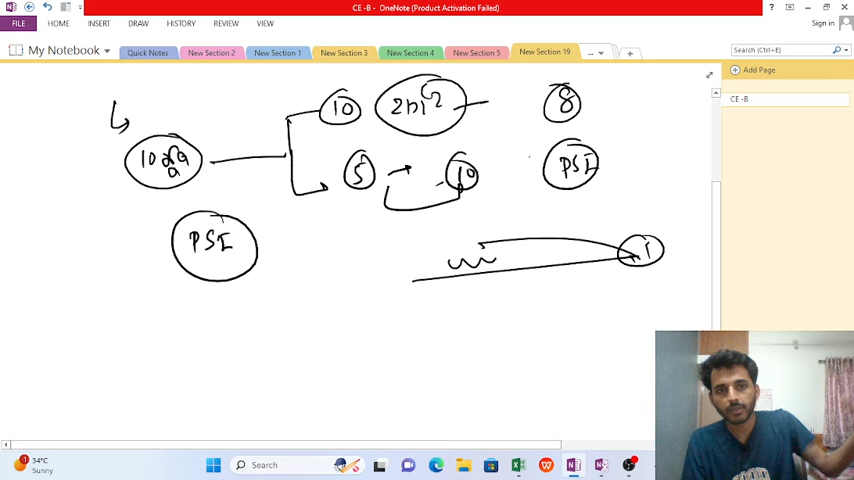 CE -B - OneNote (Product Activation Failed)
FILE HOME INSERT DRAW HISTORY REVIEW VIEW
Sign in
My Notebook Quick Notes New Section 2 New Section 1 New Section 3 New Section 4 New Section 5 New Section 19
Search (Ctrl+E)
Add Page
CE -B
10 8
10
5 10 PSI
PSI
1
34°C
Sunny
Search